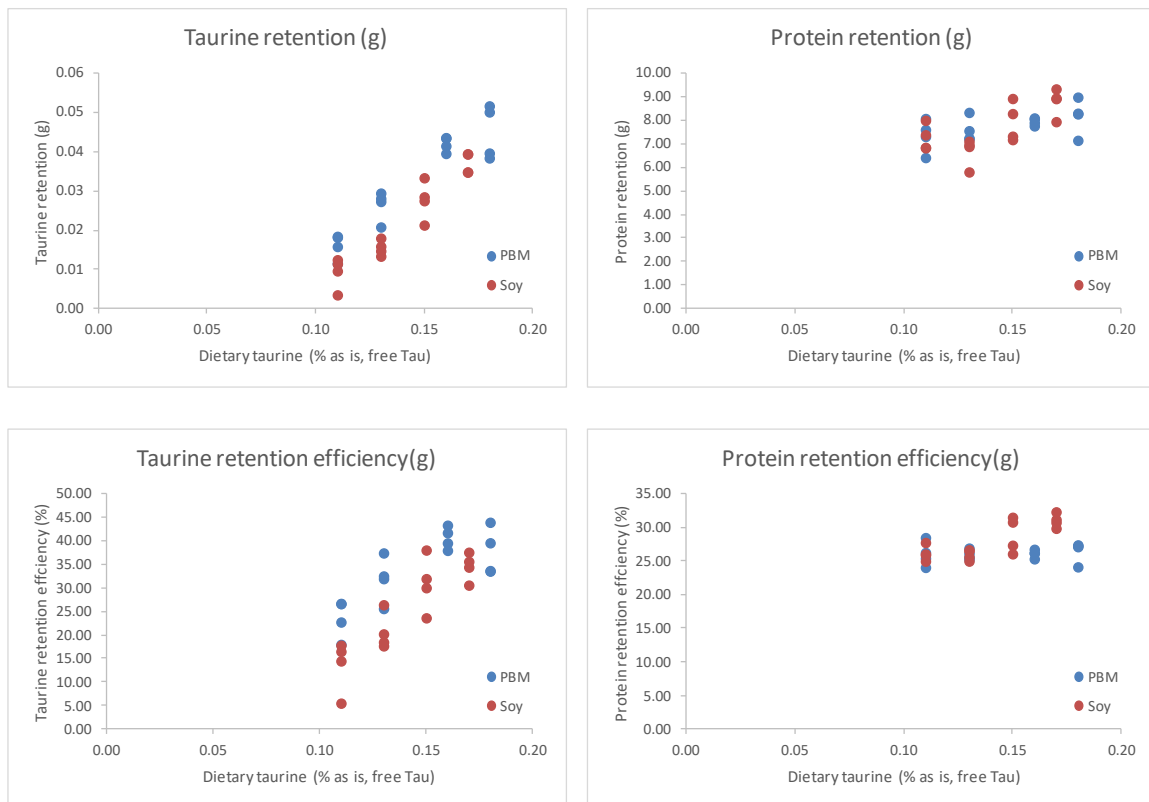 Taurine retention (g)
0.06
0.05
0.04
0.03
0.02
0.01
0.00
Taurine retention (g)
0.00 0.05 0.10 0.15 0.20
Dietary taurine (% as is, free Tau)
PBM
Soy
Protein retention (g)
10.00
9.00
8.00
7.00
6.00
5.00
4.00
3.00
2.00
1.00
0.00
Protein retention (g)
0.00 0.05 0.10 0.15 0.20
Dietary taurine (% as is, free Tau)
PBM
Soy
Taurine retention efficiency(g)
50.00
45.00
40.00
35.00
30.00
25.00
20.00
15.00
10.00
5.00
0.00
Taurine retention effciency (%)
0.00 0.05 0.10 0.15 0.20
Dietary taurine (% as is, free Tau)
PBM
Soy
Protein retention efficiency(g)
35.00
30.00
25.00
20.00
15.00
10.00
5.00
0.00
Protein retention effciency (%)
0.00 0.05 0.10 0.15 0.20
Dietary taurine (% as is, free Tau)
PBM
Soy